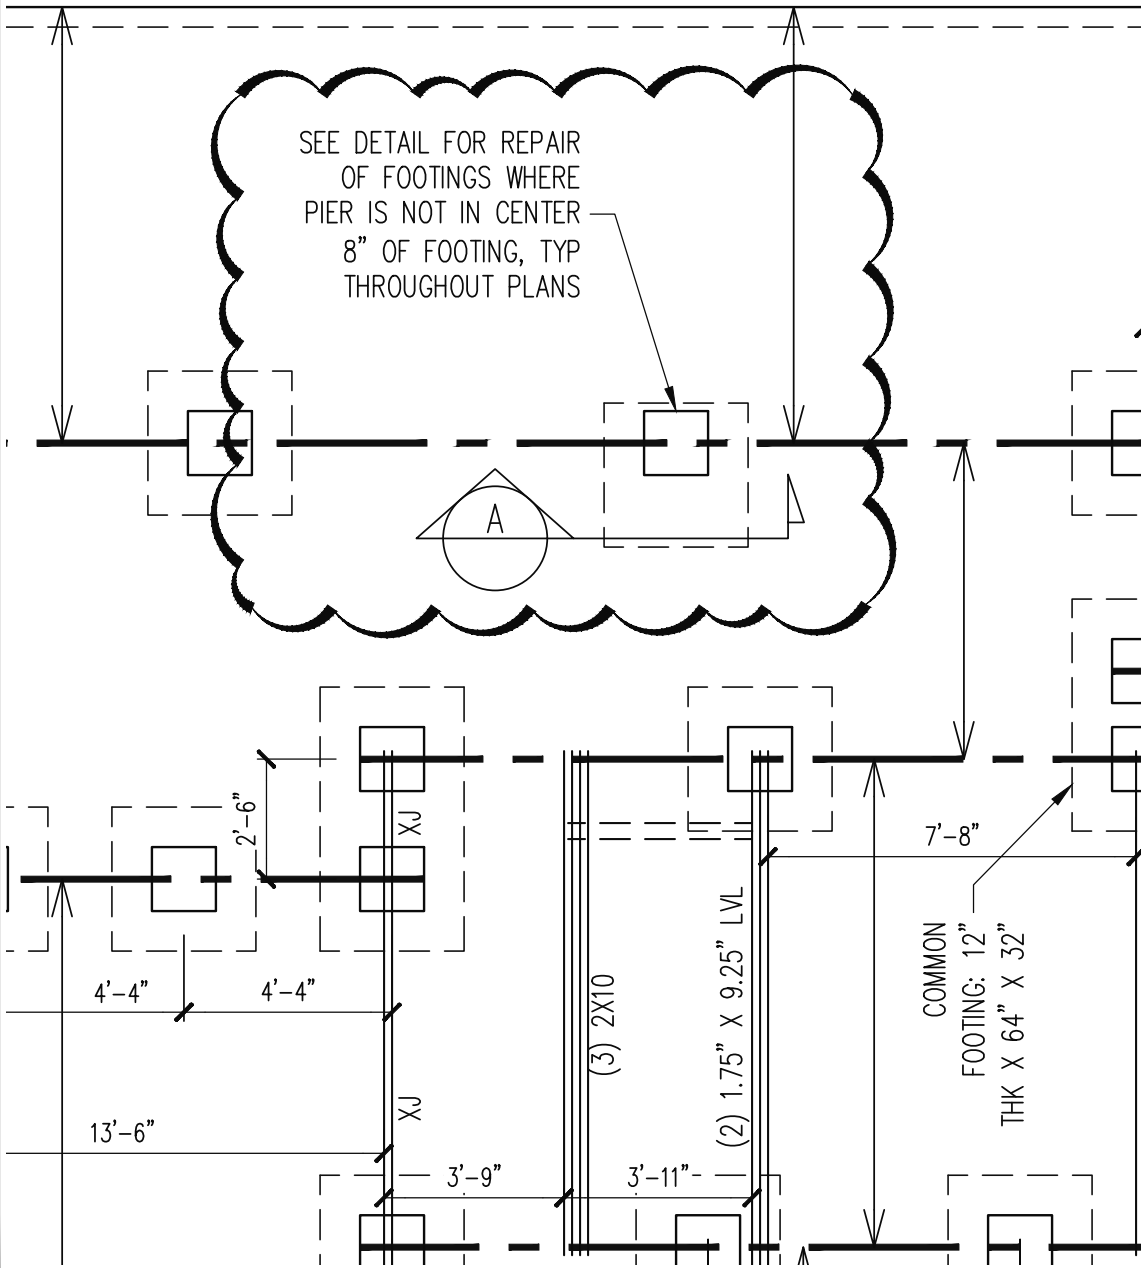 SEE DETAIL FOR REPAIR
OF FOOTINGS WHERE
PIER IS NOT IN CENTER
8" OF FOOTING, TYP
THROUGHOUT PLANS
A
2'-6"
XJ
7'-8"
4'-4"
4'-4"
(3) 2X10
(2) 1.75" X 9.25" LVL
COMMON
FOOTING: 12"
THK X 64" X 32"
XJ
13'-6"
3'-9"
3'-11"